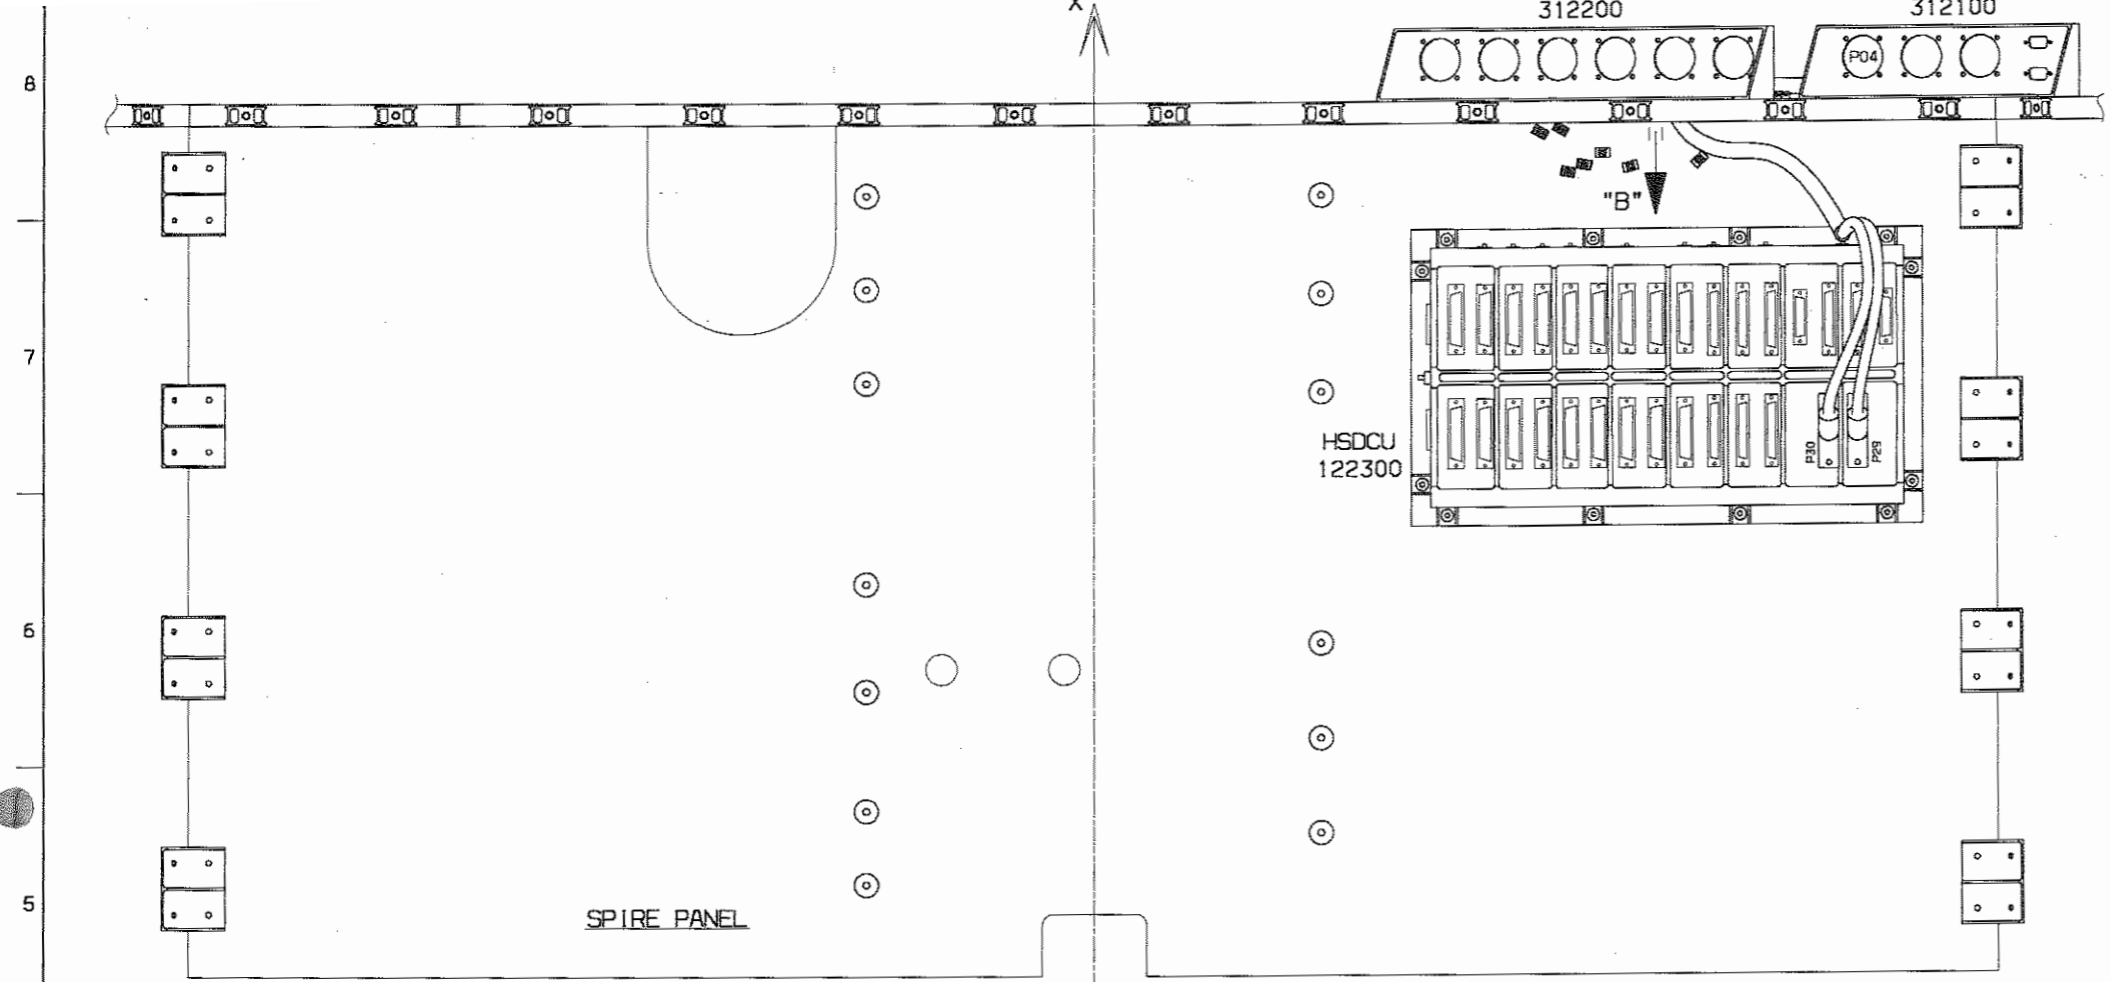 X
312200
312100
P04
8
"B"
7
HSDCU
122300
P30
P29
6
5
SPIRE PANEL